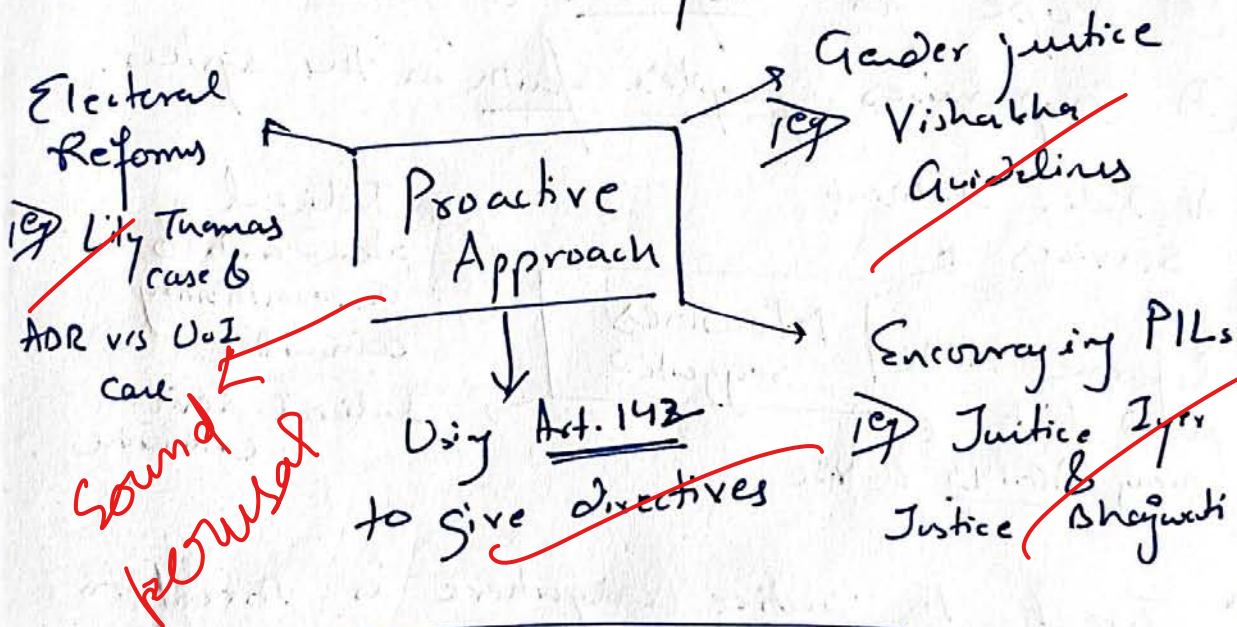 Gender justice
eg Vishakha
Guidelines
Electoral
Reforms
eg Lily Thomas
case &
ADR v/s UoI
case
Proactive
Approach
Encouraging PILs
eg Justice Iyer
&
Justice Bhagwati
Using Art. 142
to give directives
Sound
perusal